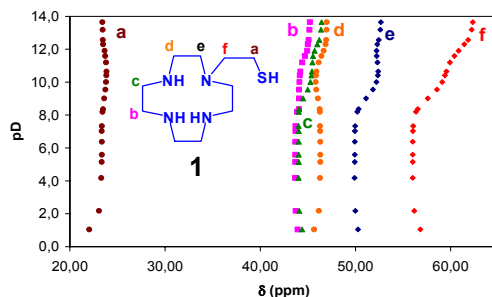 14,0
12,0
10,0
8,0
6,0
4,0
2,0
0,0
pD
a
d e f a
NH N SH
c
b
NH HN
1
b d
c
e
f
20,00 30,00 40,00 50,00 60,00
δ (ppm)